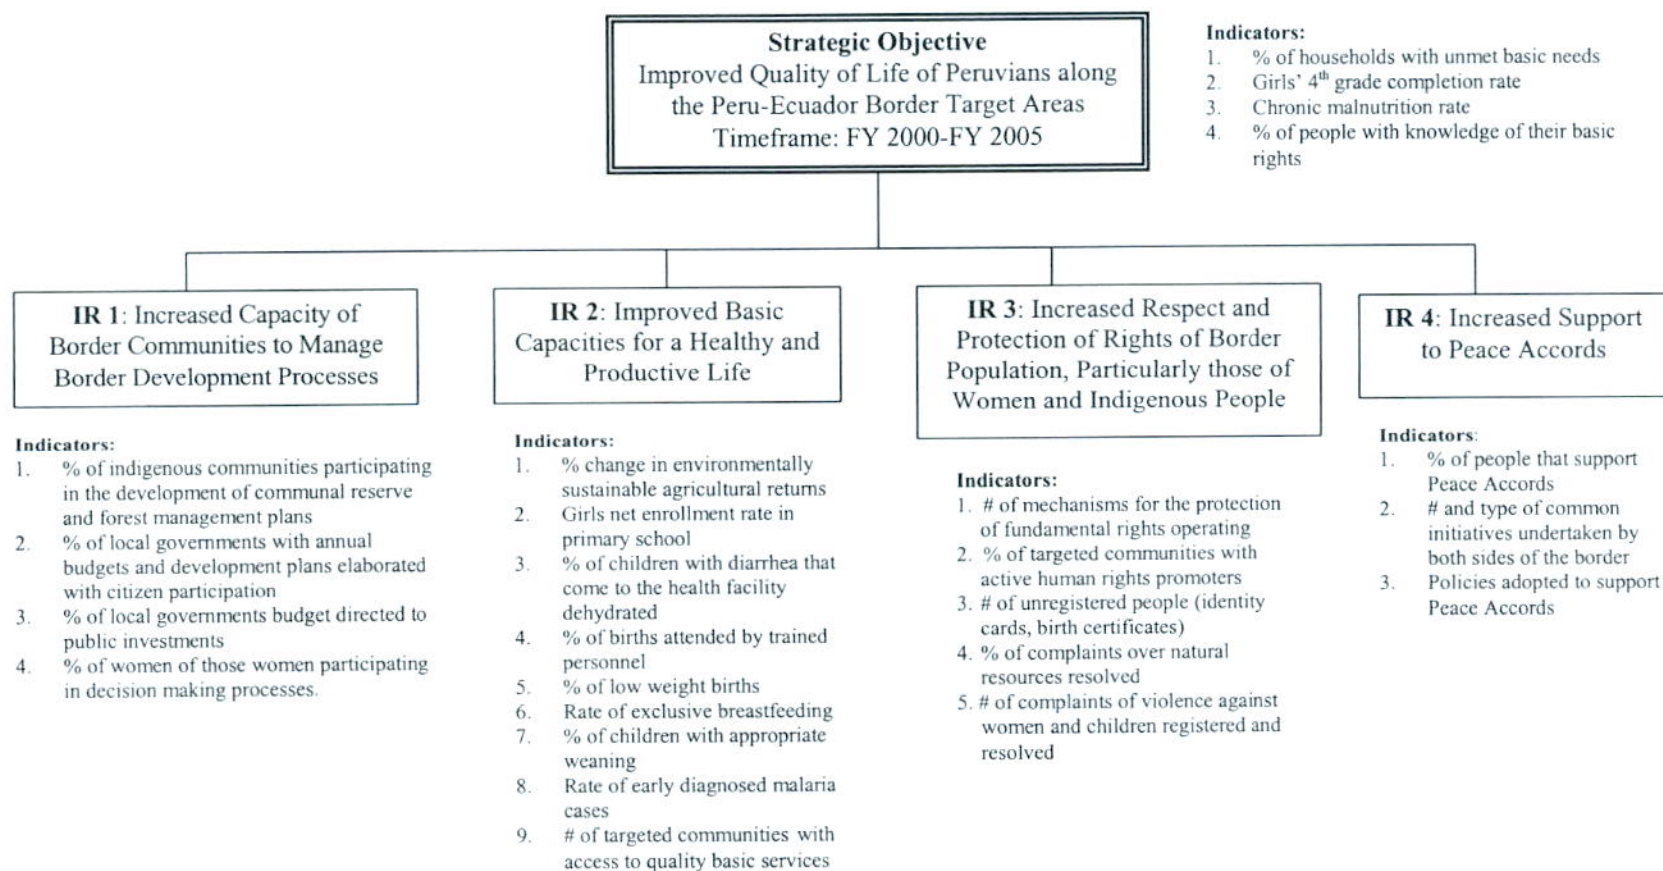 Strategic Objective
Improved Quality of Life of Peruvians along
the Peru-Ecuador Border Target Areas
Timeframe: FY 2000-FY 2005
Indicators:
1. % of households with unmet basic needs
2. Girls' 4th grade completion rate
3. Chronic malnutrition rate
4. % of people with knowledge of their basic
rights
IR 1: Increased Capacity of
Border Communities to Manage
Border Development Processes
Indicators:
1. % of indigenous communities participating
in the development of communal reserve
and forest management plans
2. % of local governments with annual
budgets and development plans elaborated
with citizen participation
3. % of local governments budget directed to
public investments
4. % of women of those women participating
in decision making processes.
IR 2: Improved Basic
Capacities for a Healthy and
Productive Life
Indicators:
1. % change in environmentally
sustainable agricultural returns
2. Girls net enrollment rate in
primary school
3. % of children with diarrhea that
come to the health facility
dehydrated
4. % of births attended by trained
personnel
5. % of low weight births
6. Rate of exclusive breastfeeding
7. % of children with appropriate
weaning
8. Rate of early diagnosed malaria
cases
9. # of targeted communities with
access to quality basic services
IR 3: Increased Respect and
Protection of Rights of Border
Population, Particularly those of
Women and Indigenous People
Indicators:
1. # of mechanisms for the protection
of fundamental rights operating
2. % of targeted communities with
active human rights promoters
3. # of unregistered people (identity
cards, birth certificates)
4. % of complaints over natural
resources resolved
5. # of complaints of violence against
women and children registered and
resolved
IR 4: Increased Support
to Peace Accords
Indicators:
1. % of people that support
Peace Accords
2. # and type of common
initiatives undertaken by
both sides of the border
3. Policies adopted to support
Peace Accords